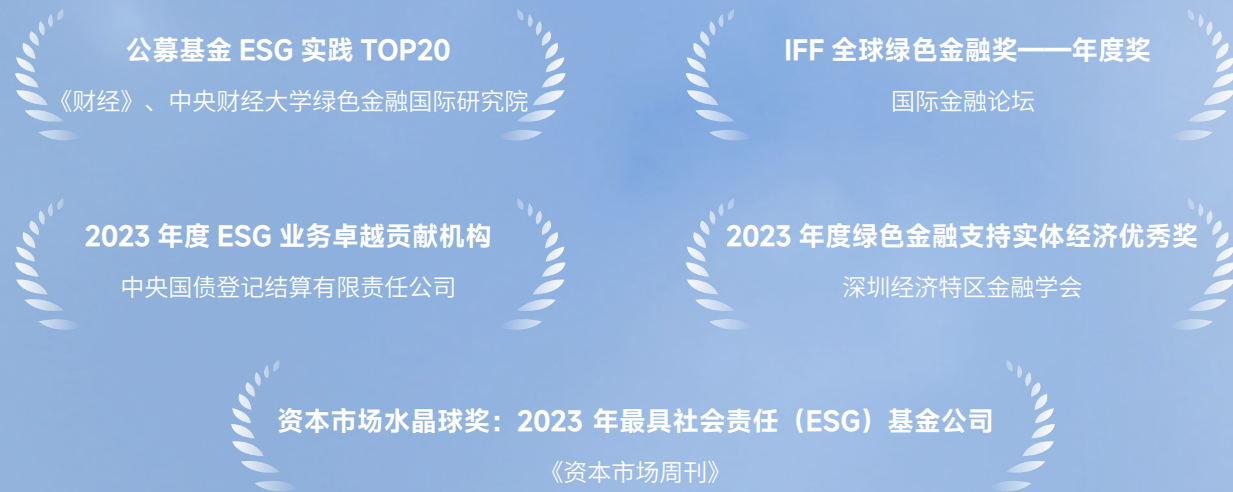 公募基金 ESG 实践 TOP20
《财经》、中央财经大学绿色金融国际研究院
IFF 全球绿色金融奖——年度奖
国际金融论坛
2023 年度 ESG 业务卓越贡献机构
中央国债登记结算有限责任公司
2023 年度绿色金融支持实体经济优秀奖
深圳经济特区金融学会
资本市场水晶球奖：2023 年最具社会责任（ESG）基金公司
《资本市场周刊》